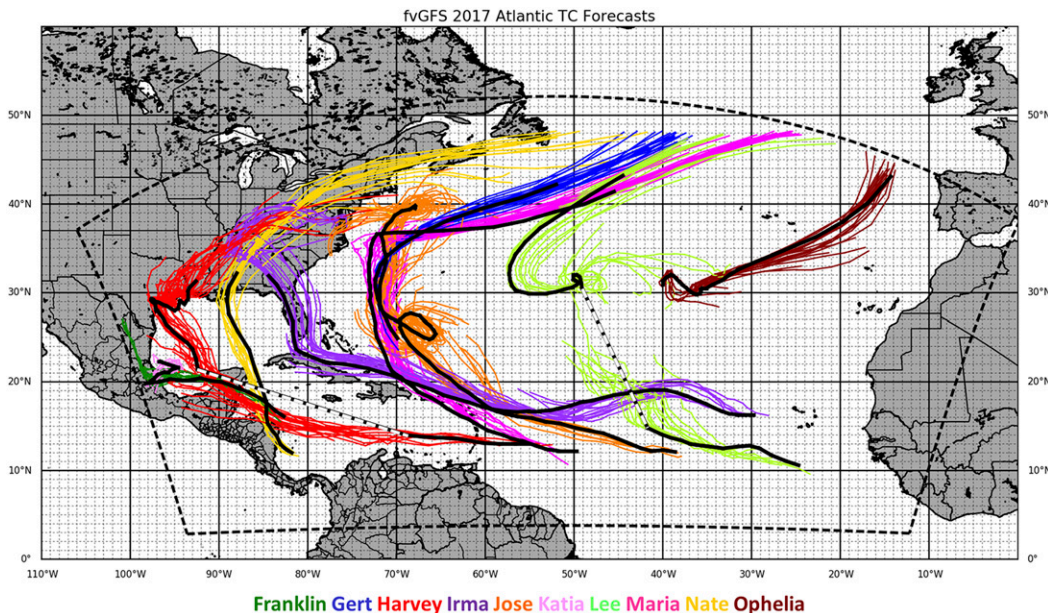 fvGFS 2017 Atlantic TC Forecasts
50°N 50°N
40°N 40°N
30°N 30°N
20°N 20°N
10°N 10°N
0° 0°
110°W 100°W 90°W 80°W 70°W 60°W 50°W 40°W 30°W 20°W 10°W
Franklin Gert Harvey Irma Jose Katia Lee Maria Nate Ophelia